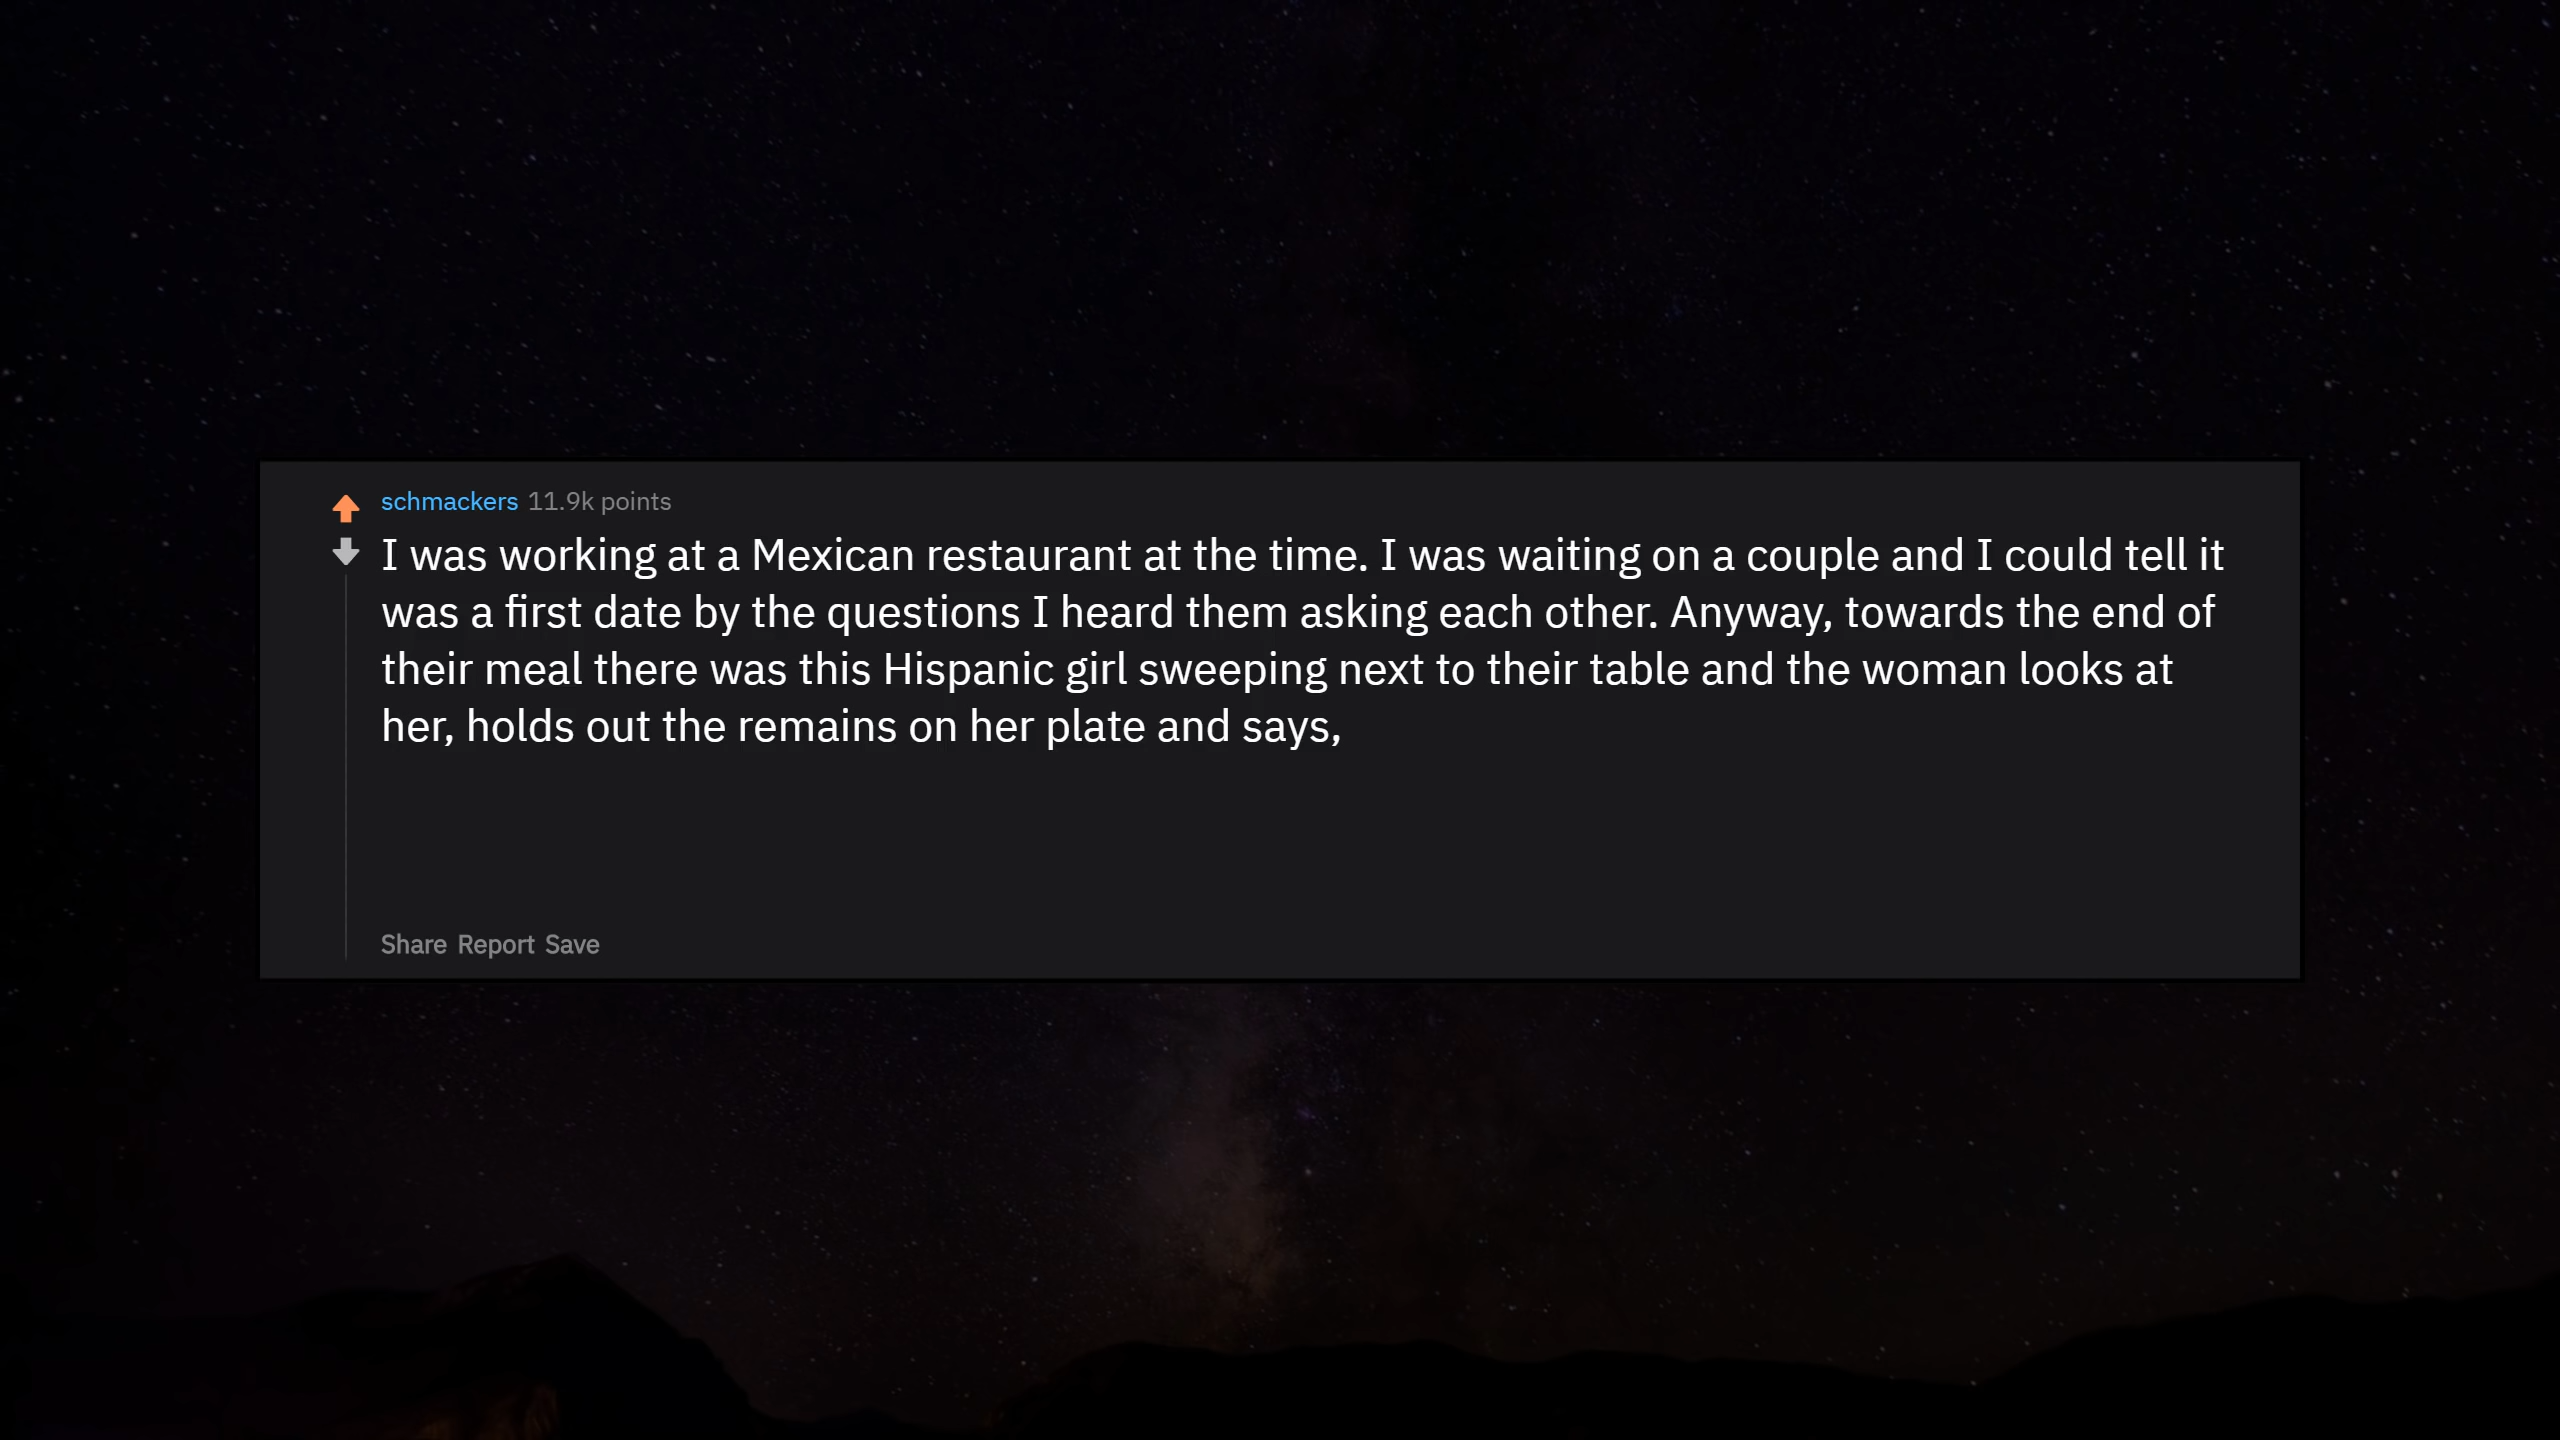 schmackers 11.9k points
I was working at a Mexican restaurant at the time. I was waiting on a couple and I could tell it
was a first date by the questions I heard them asking each other. Anyway, towards the end of
their meal there was this Hispanic girl sweeping next to their table and the woman looks at
her, holds out the remains on her plate and says,
Share Report Save